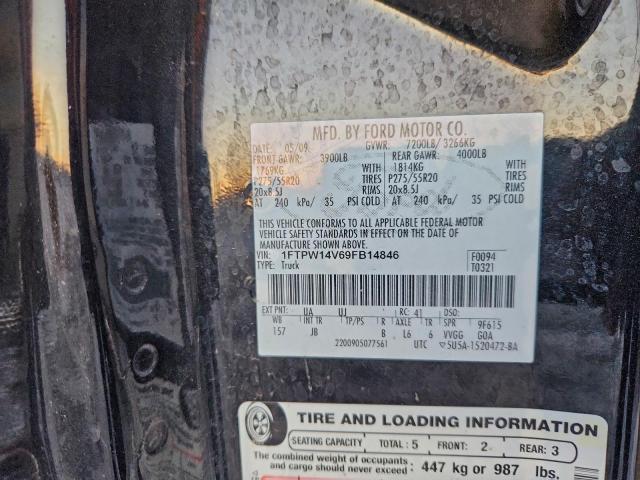 MFD. BY FORD MOTOR CO.
DATE: 05/09 GVWR: 7200LB/ 3266KG
FRONT GAWR: 3900LB REAR GAWR: 4000LB
1769KG WITH 1814KG WITH
P275/55R20 TIRES P275/55R20 TIRES
20x8.5J RIMS 20x8.5J RIMS
AT 240 kPa/ 35 PSI COLD AT 240 kPa/ 35 PSI COLD
THIS VEHICLE CONFORMS TO ALL APPLICABLE FEDERAL MOTOR
VEHICLE SAFETY STANDARDS IN EFFECT ON THE DATE OF
MANUFACTURE SHOWN ABOVE.
VIN: 1FTPW14V69FB14846 F0094
TYPE: Truck T0321
EXT PNT: UA UJ RC: 41 DSO:
WB INT TR TP/PS R AXLE TR SPR 9F615
157 JB B L6 6 VVGG G0A
2200905077561 UTC ▽5U5A-1520472-BA
TIRE AND LOADING INFORMATION
SEATING CAPACITY TOTAL : 5 FRONT: 2 REAR: 3
The combined weight of occupants
and cargo should never exceed: 447 kg or 987 lbs.